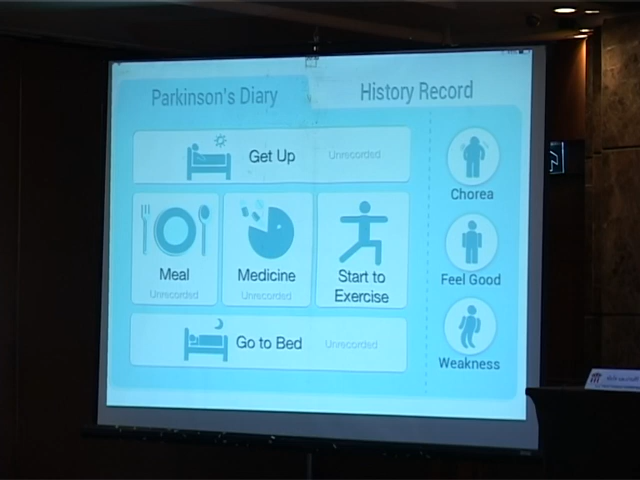 Parkinson's Diary
History Record
Get Up
Unrecorded
Chorea
Meal
Unrecorded
Medicine
Unrecorded
Start to
Exercise
Feel Good
Go to Bed
Unrecorded
Weakness